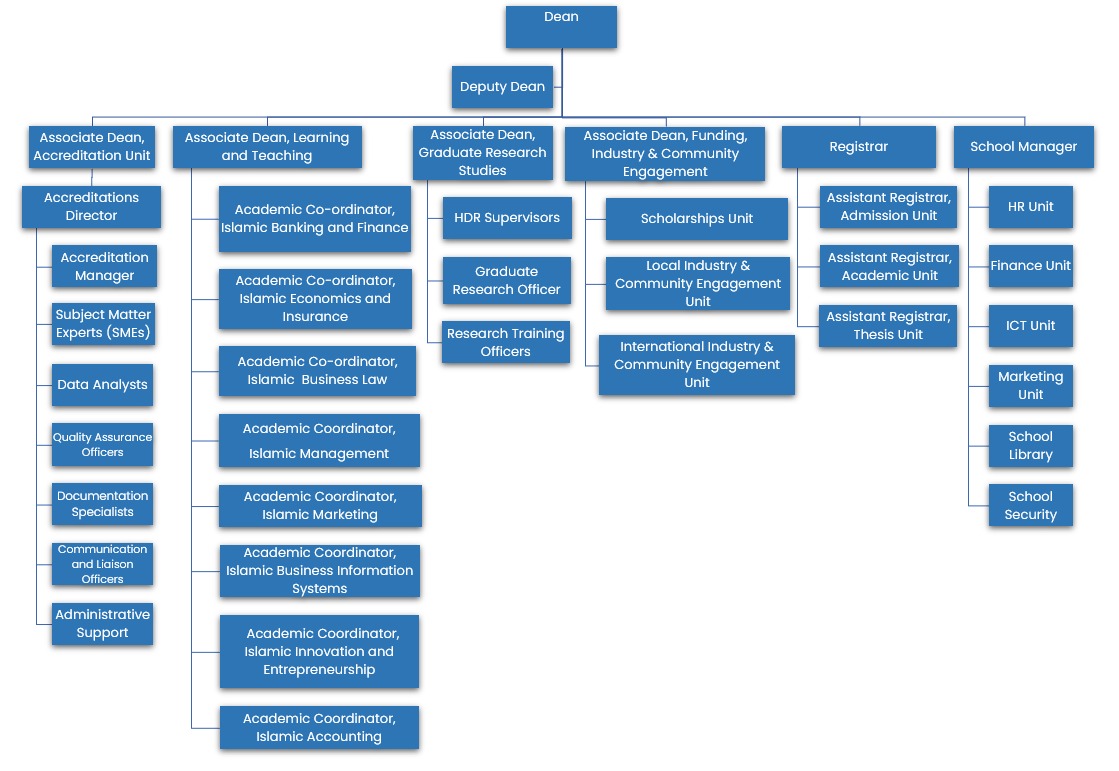 Dean
Deputy Dean
Associate Dean,
Accreditation Unit
Associate Dean, Learning
and Teaching
Associate Dean,
Graduate Research
Studies
Associate Dean, Funding,
Industry & Community
Engagement
Registrar
School Manager
Accreditations
Director
Accreditation
Manager
Subject Matter
Experts (SMEs)
Data Analysts
Quality Assurance
Officers
Documentation
Specialists
Communication
and Liaison
Officers
Administrative
Support
Academic Co-ordinator,
Islamic Banking and Finance
Academic Co-ordinator,
Islamic Economics and
Insurance
Academic Co-ordinator,
Islamic Business Law
Academic Coordinator,
Islamic Management
Academic Coordinator,
Islamic Marketing
Academic Coordinator,
Islamic Business Information
Systems
Academic Coordinator,
Islamic Innovation and
Entrepreneurship
Academic Coordinator,
Islamic Accounting
HDR Supervisors
Graduate
Research Officer
Research Training
Officers
Scholarships Unit
Local Industry &
Community Engagement
Unit
International Industry &
Community Engagement
Unit
Assistant Registrar,
Admission Unit
Assistant Registrar,
Academic Unit
Assistant Registrar,
Thesis Unit
HR Unit
Finance Unit
ICT Unit
Marketing
Unit
School
Library
School
Security